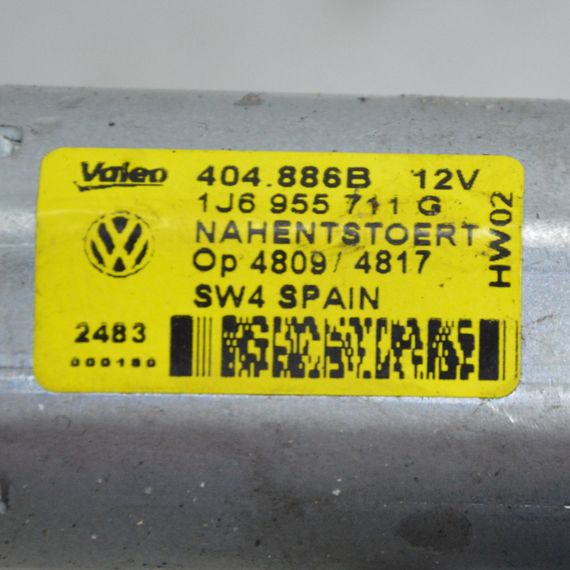 Valeo 404.886B 12V
1J6 955 711 G
NAHENTSTOERT
Op 4809/4817
SW4 SPAIN
HW02
2483
000180